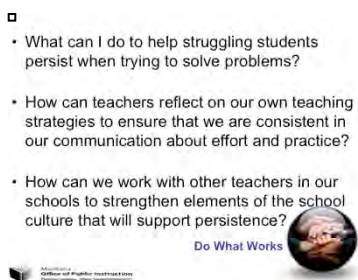 • What can I do to help struggling students
persist when trying to solve problems?
• How can teachers reflect on our own teaching
strategies to ensure that we are consistent in
our communication about effort and practice?
• How can we work with other teachers in our
schools to strengthen elements of the school
culture that will support persistence?
Do What Works
Montana
Office of Public Instruction